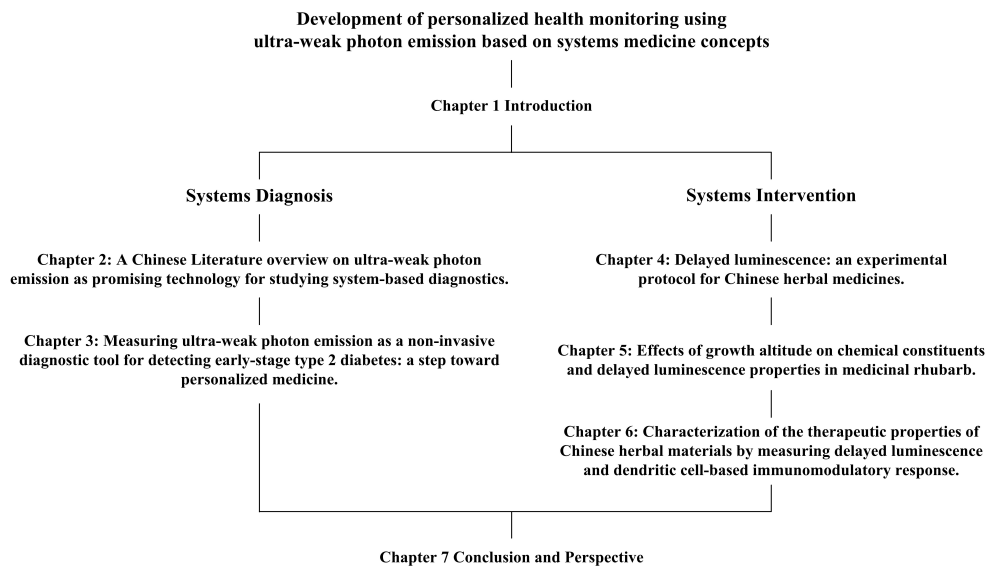 Development of personalized health monitoring using
ultra-weak photon emission based on systems medicine concepts
Chapter 1 Introduction
Systems Diagnosis
Chapter 2: A Chinese Literature overview on ultra-weak photon
emission as promising technology for studying system-based diagnostics.
Chapter 3: Measuring ultra-weak photon emission as a non-invasive
diagnostic tool for detecting early-stage type 2 diabetes: a step toward
personalized medicine.
Systems Intervention
Chapter 4: Delayed luminescence: an experimental
protocol for Chinese herbal medicines.
Chapter 5: Effects of growth altitude on chemical constituents
and delayed luminescence properties in medicinal rhubarb.
Chapter 6: Characterization of the therapeutic properties of
Chinese herbal materials by measuring delayed luminescence
and dendritic cell-based immunomodulatory response.
Chapter 7 Conclusion and Perspective